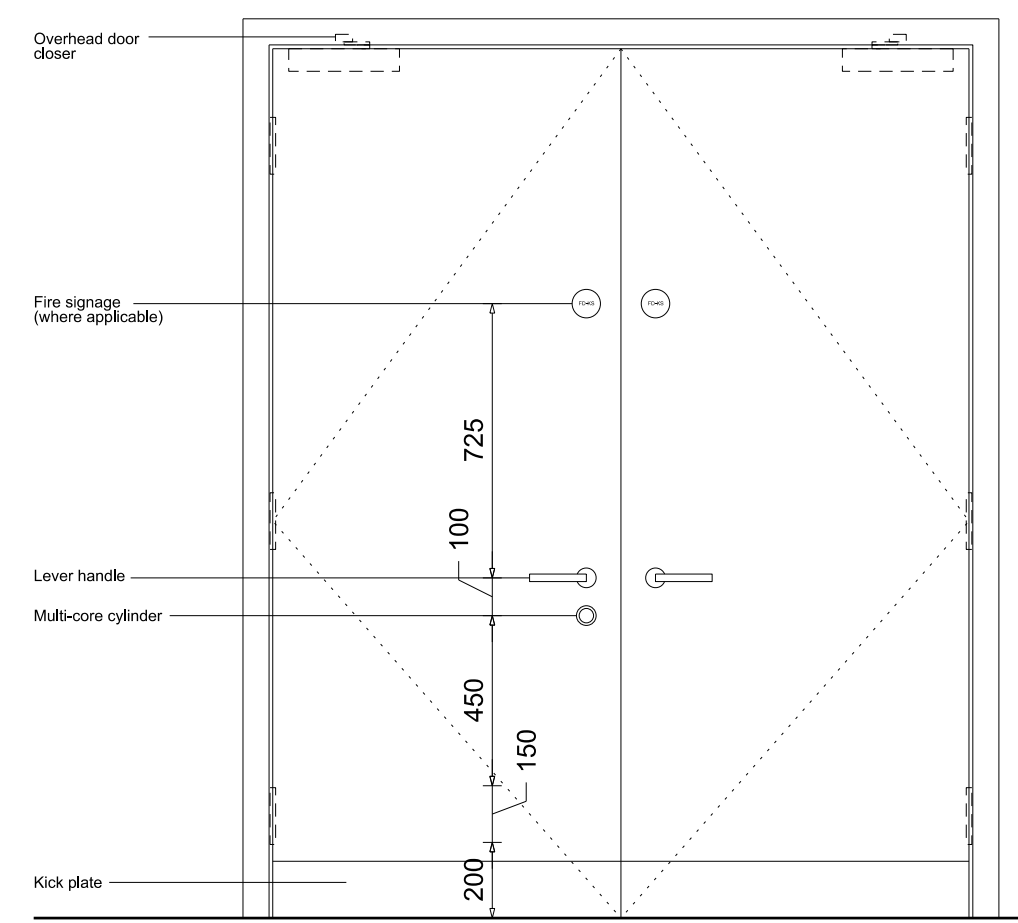 Overhead door
closer
Fire signage
(where applicable)
725
100
Lever handle
Multi-core cylinder
450
150
200
Kick plate